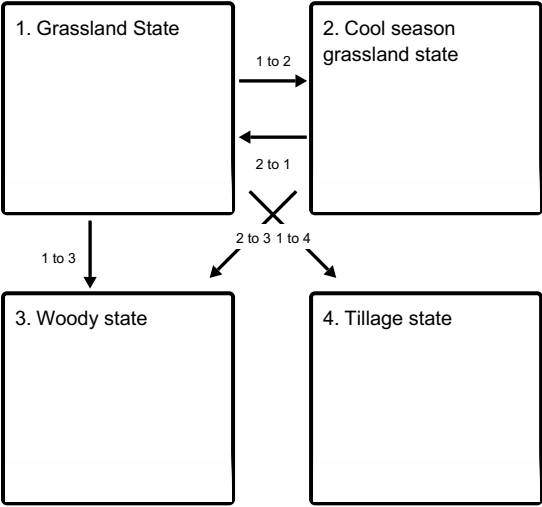 1. Grassland State
2. Cool season
grassland state
1 to 2
2 to 1
2 to 3 1 to 4
1 to 3
3. Woody state
4. Tillage state